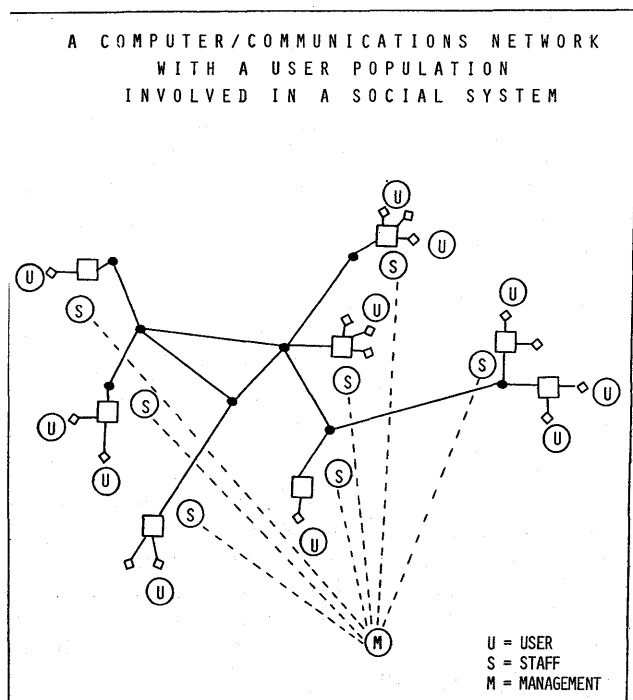 A COMPUTER/COMMUNICATIONS NETWORK
WITH A USER POPULATION
INVOLVED IN A SOCIAL SYSTEM
U
U
S
U
U
S
U
S
S
U
U
S
U
U
S
S
U
U
M
U = USER
S = STAFF
M = MANAGEMENT